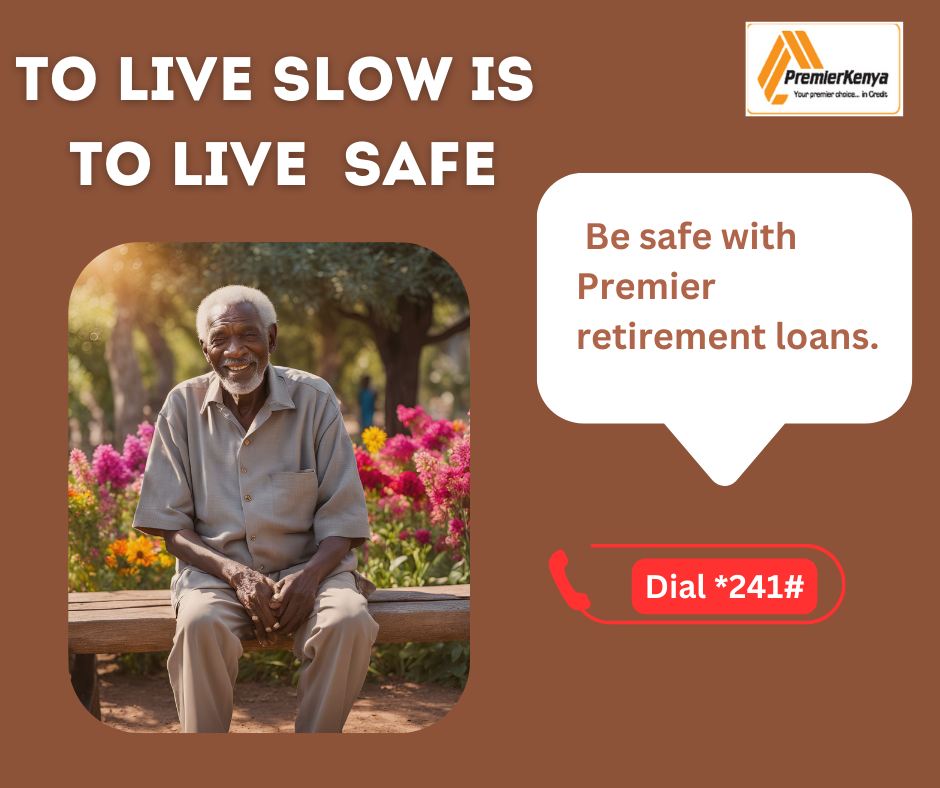 TO LIVE SLOW IS
TO LIVE SAFE
PremierKenya
Your premier choice... in Credit
Be safe with
Premier
retirement loans.
Dial *241#